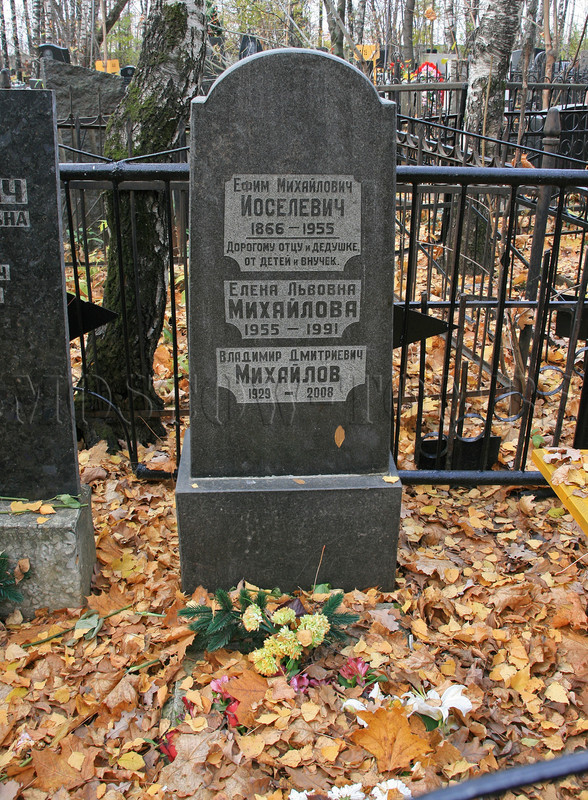 Ефим Михайлович
Иоселевич
1866 – 1955
Дорогому отцу и дедушке,
от детей и внучек.
Елена Львовна
Михайлова
1955 – 1991
Владимир Дмитриевич
Михайлов
1929 – 2008